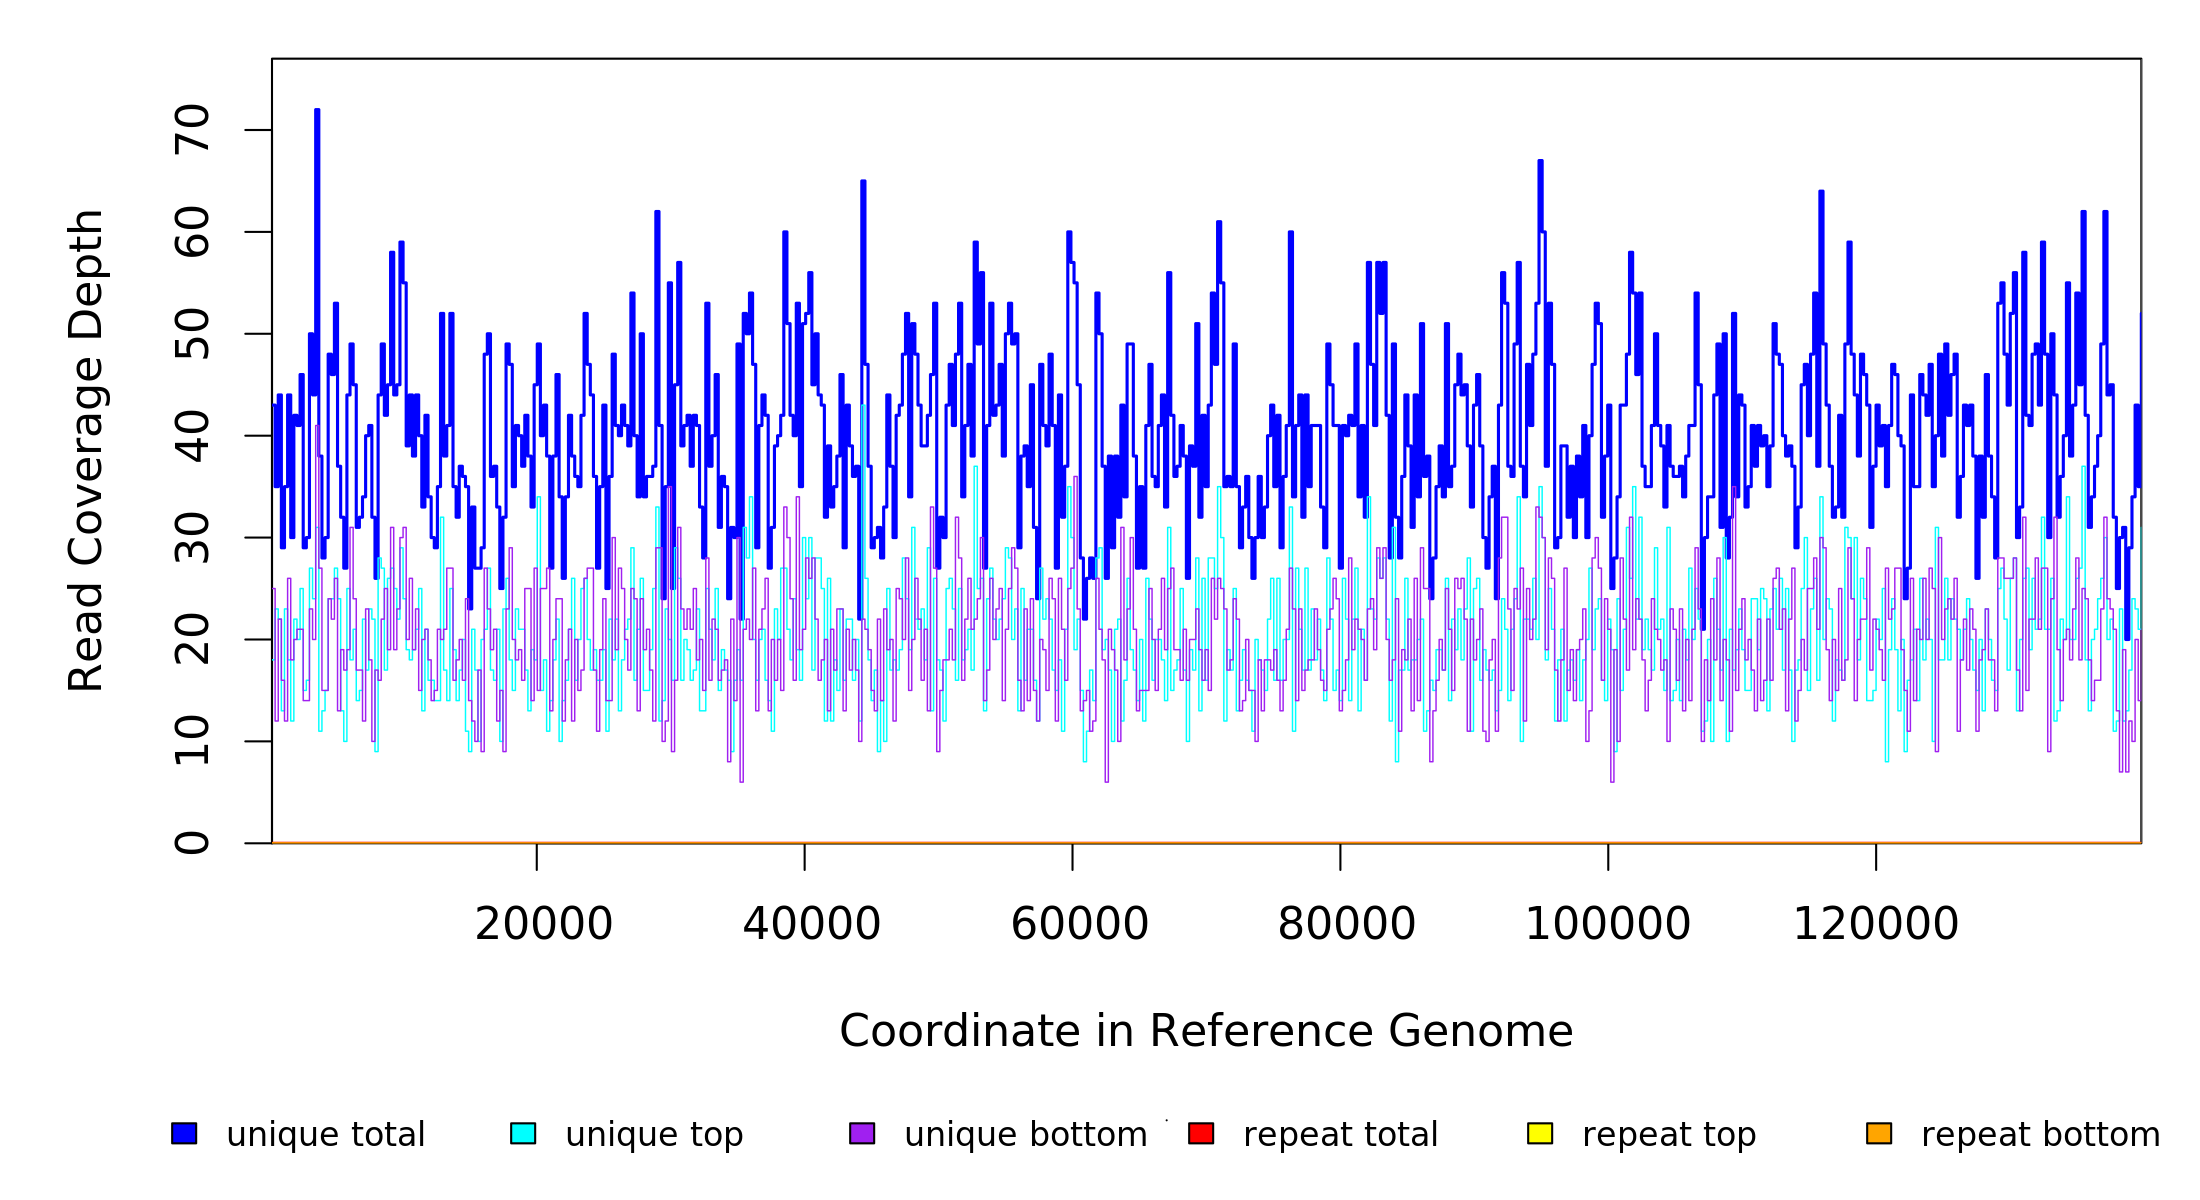 Read Coverage Depth
70
60
50
40
30
20
10
0
20000 40000 60000 80000 100000 120000
Coordinate in Reference Genome
unique total unique top unique bottom repeat total repeat top repeat bottom